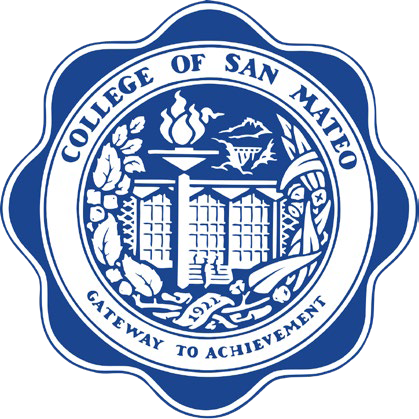 COLLEGE OF SAN MATEO
1922
GATEWAY TO ACHIEVEMENT